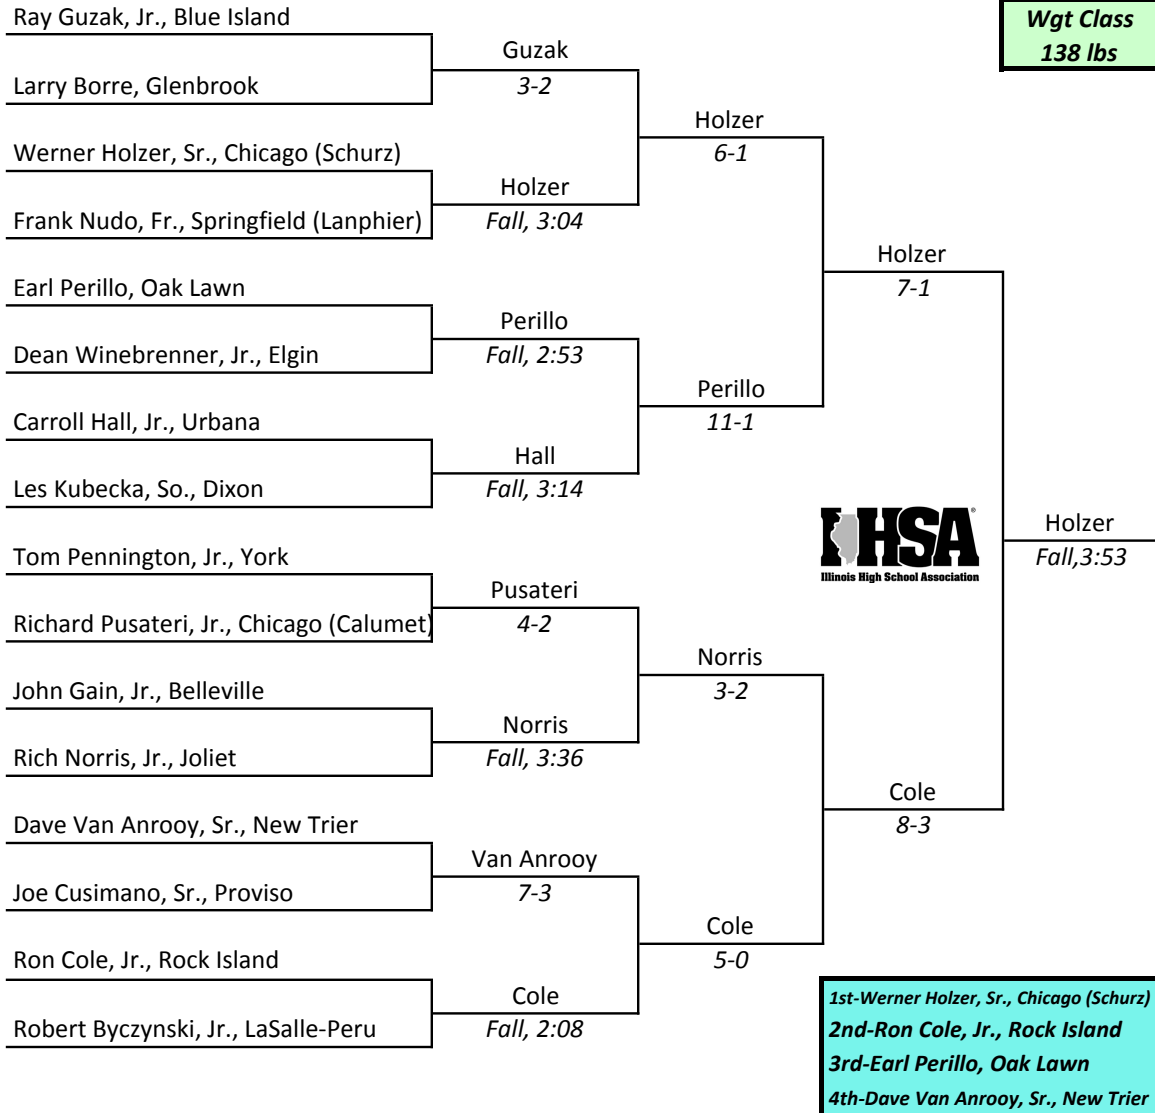 Ray Guzak, Jr., Blue Island
Wgt Class
138 lbs
Guzak
3-2
Larry Borre, Glenbrook
Holzer
6-1
Werner Holzer, Sr., Chicago (Schurz)
Holzer
Fall, 3:04
Frank Nudo, Fr., Springfield (Lanphier)
Holzer
7-1
Earl Perillo, Oak Lawn
Perillo
Fall, 2:53
Dean Winebrenner, Jr., Elgin
Perillo
11-1
Carroll Hall, Jr., Urbana
Hall
Fall, 3:14
Les Kubecka, So., Dixon
IHSA
®
Illinois High School Association
Holzer
Fall,3:53
Tom Pennington, Jr., York
Pusateri
4-2
Richard Pusateri, Jr., Chicago (Calumet)
Norris
3-2
John Gain, Jr., Belleville
Norris
Fall, 3:36
Rich Norris, Jr., Joliet
Cole
8-3
Dave Van Anrooy, Sr., New Trier
Van Anrooy
7-3
Joe Cusimano, Sr., Proviso
Cole
5-0
Ron Cole, Jr., Rock Island
Cole
Fall, 2:08
Robert Byczynski, Jr., LaSalle-Peru
1st-Werner Holzer, Sr., Chicago (Schurz)
2nd-Ron Cole, Jr., Rock Island
3rd-Earl Perillo, Oak Lawn
4th-Dave Van Anrooy, Sr., New Trier